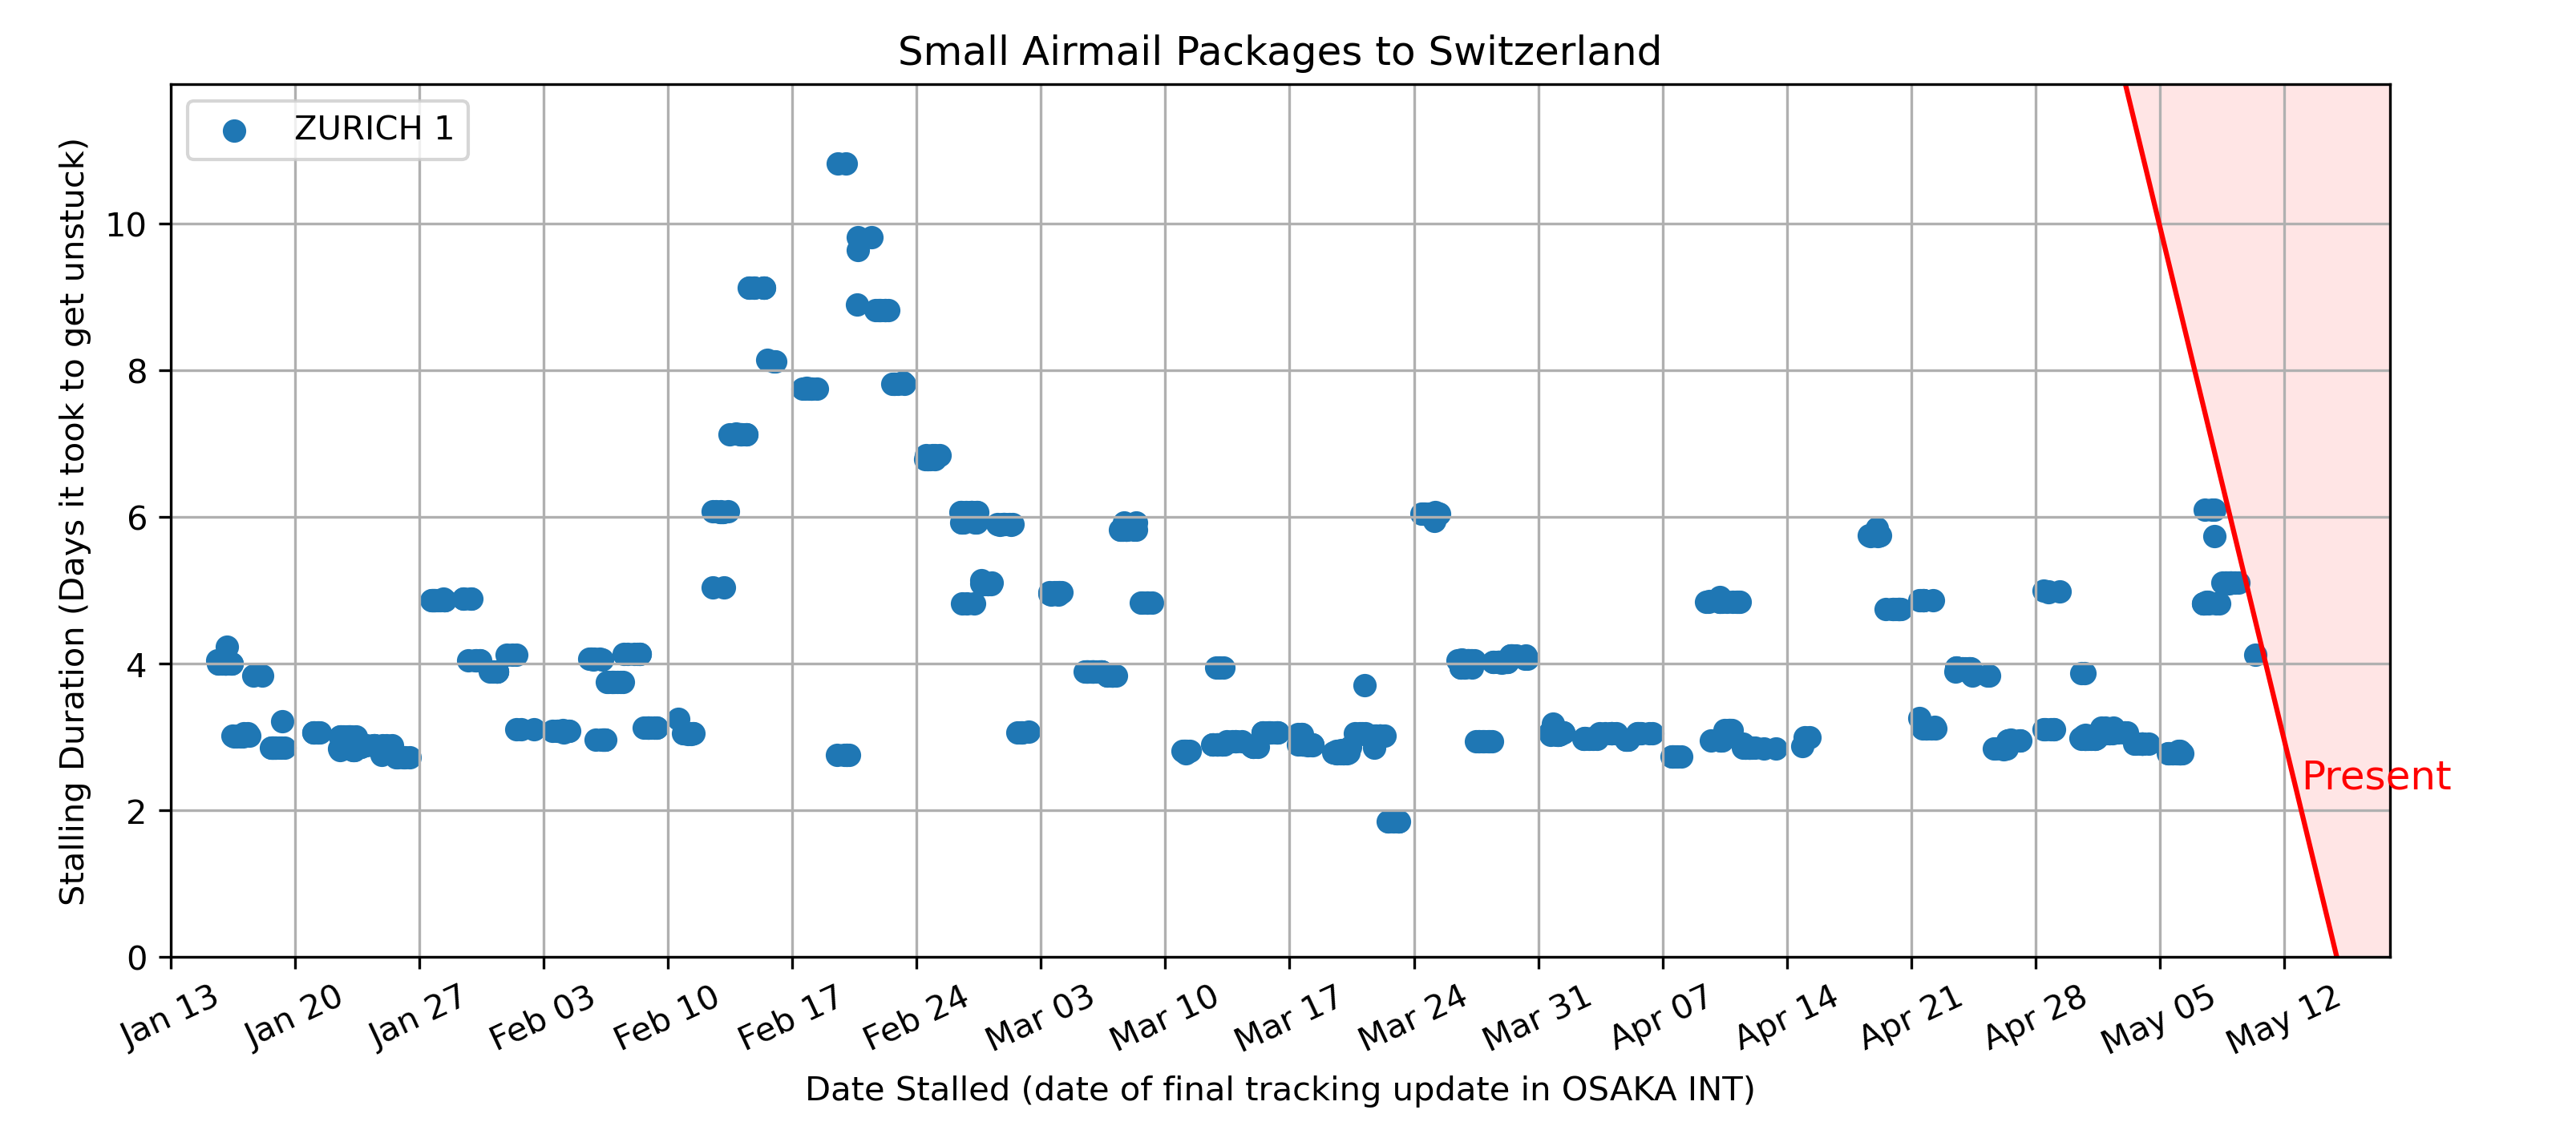 Small Airmail Packages to Switzerland
ZURICH 1
Stalling Duration (Days it took to get unstuck)
10
8
6
4
2
0
Present
Jan 13
Jan 20
Jan 27
Feb 03
Feb 10
Feb 17
Feb 24
Mar 03
Mar 10
Mar 17
Mar 24
Mar 31
Apr 07
Apr 14
Apr 21
Apr 28
May 05
May 12
Date Stalled (date of final tracking update in OSAKA INT)